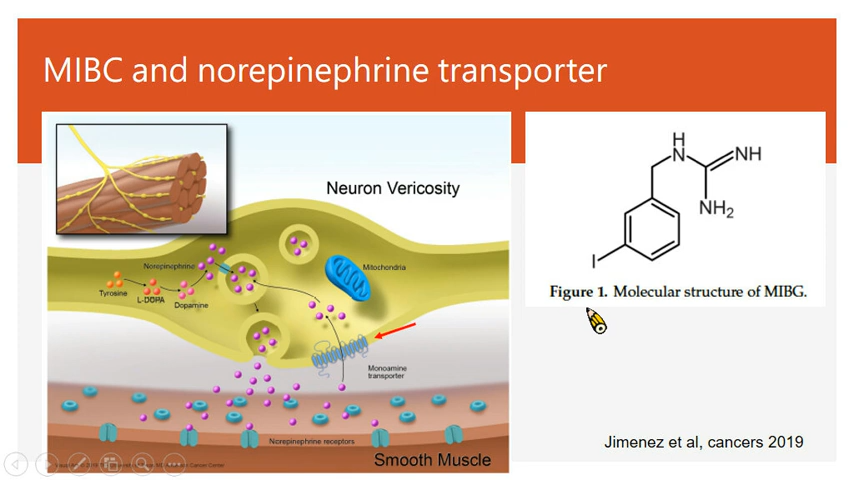 MIBC and norepinephrine transporter
Neuron Vericosity
Norepinephrine
Mitochondria
Tyrosine
L-DOPA
Dopamine
Monoamine
transporter
Norepinephrine receptors
Smooth Muscle
H
N
NH
NH2
I
Figure 1. Molecular structure of MIBG.
Jimenez et al, cancers 2019